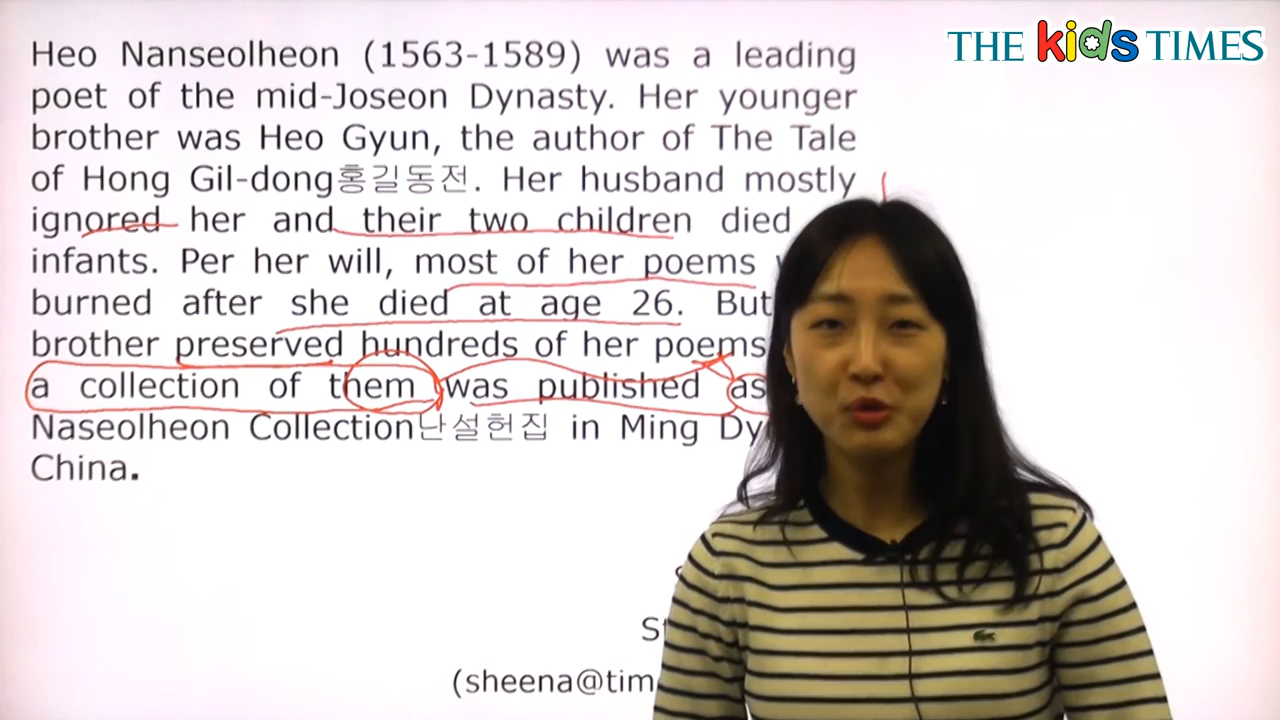 THE kids TIMES
Heo Nanseolheon (1563-1589) was a leading
poet of the mid-Joseon Dynasty. Her younger
brother was Heo Gyun, the author of The Tale
of Hong Gil-dong홍길동전. Her husband mostly
ignored her and their two children died
infants. Per her will, most of her poems
burned after she died at age 26. But
brother preserved hundreds of her poems
a collection of them was published as
Naseolheon Collection난설헌집 in Ming Dy
China.
(sheena@tim